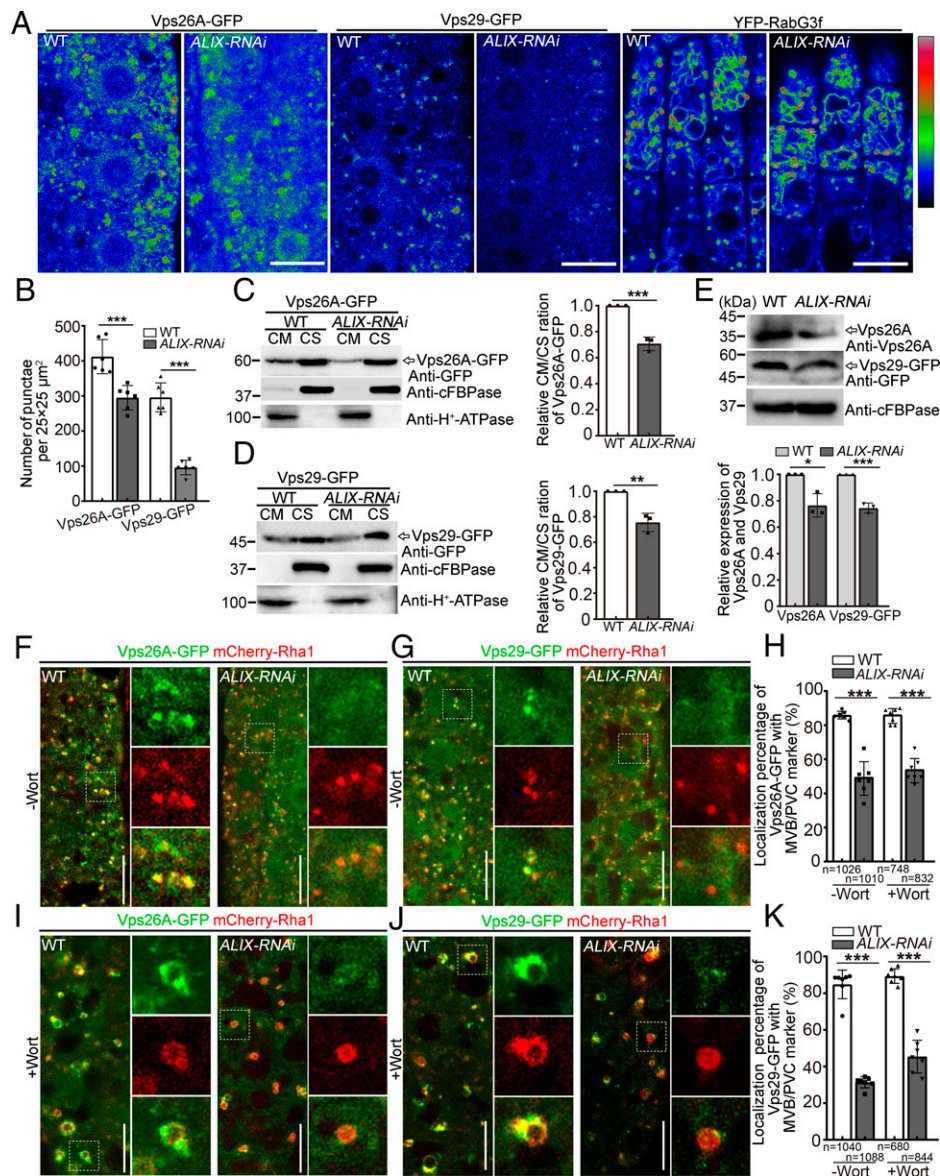 A
Vps26A-GFP
Vps29-GFP
YFP-RabG3f
WT
ALIX-RNAi
WT
ALIX-RNAi
WT
ALIX-RNAi
B
Number of punctae
per 25×25 μm²
500
400
300
200
100
0
***
***
WT
ALIX-RNAi
Vps26A-GFP
Vps29-GFP
C
Vps26A-GFP
WT ALIX-RNAi
CM CS CM CS
60
37
100
Vps26A-GFP
Anti-GFP
Anti-cFBPase
Anti-H⁺-ATPase
Relative CM/CS ration
of Vps26A-GFP
1.0
0.8
0.6
0.4
0.2
0
***
WT ALIX-RNAi
D
Vps29-GFP
WT ALIX-RNAi
CM CS CM CS
45
37
100
Vps29-GFP
Anti-GFP
Anti-cFBPase
Anti-H⁺-ATPase
Relative CM/CS ration
of Vps29-GFP
1.0
0.8
0.6
0.4
0.2
0
**
WT ALIX-RNAi
E
(kDa) WT ALIX-RNAi
45
35
60
45
37
Vps26A
Anti-Vps26A
Vps29-GFP
Anti-GFP
Anti-cFBPase
WT ALIX-RNAi
Relative expression of
Vps26A and Vps29
1.0
0.8
0.6
0.4
0.2
0
*
***
Vps26A Vps29-GFP
F
Vps26A-GFP mCherry-Rha1
WT
ALIX-RNAi
-Wort
G
Vps29-GFP mCherry-Rha1
WT
ALIX-RNAi
-Wort
H
WT
ALIX-RNAi
Localization percentage of
Vps26A-GFP with
MVB/PVC marker (%)
100
80
60
40
20
0
***
***
n=1026
n=1010
n=748
n=832
-Wort +Wort
I
Vps26A-GFP mCherry-Rha1
WT
ALIX-RNAi
+Wort
J
Vps29-GFP mCherry-Rha1
WT
ALIX-RNAi
+Wort
K
WT
ALIX-RNAi
Localization percentage of
Vps29-GFP with
MVB/PVC marker (%)
100
80
60
40
20
0
***
***
n=1040
n=1088
n=680
n=844
-Wort +Wort